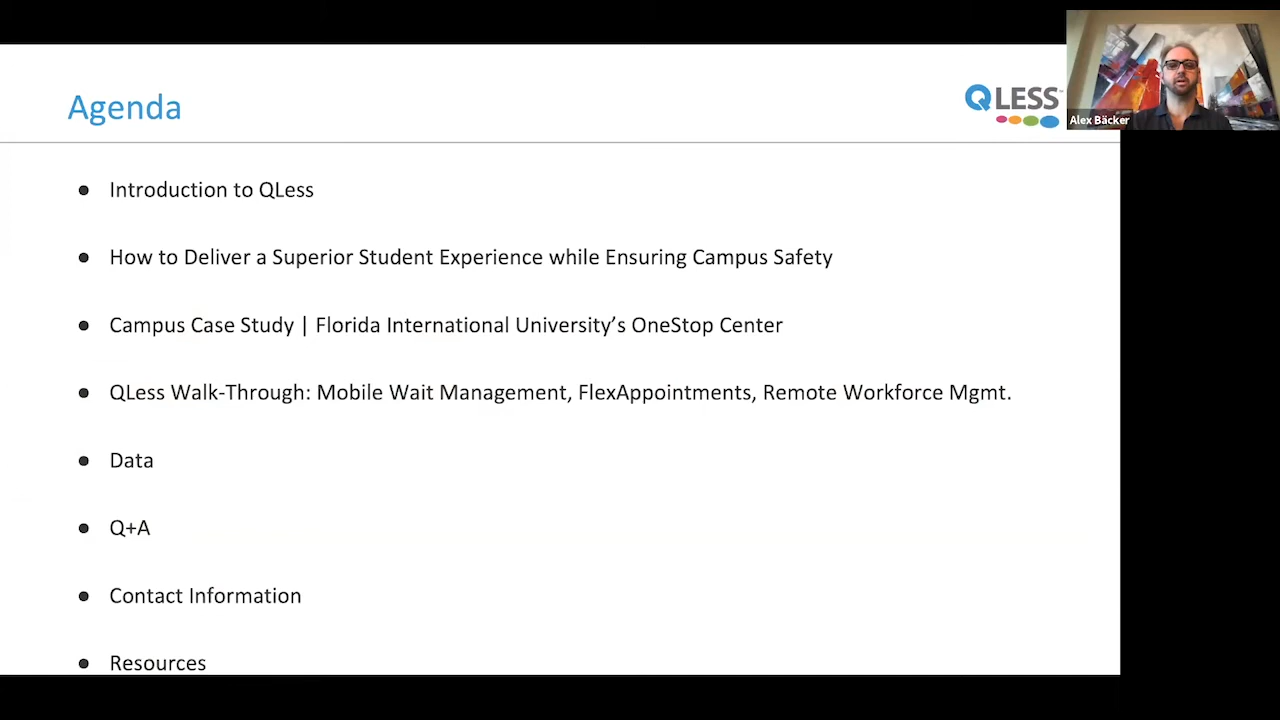 Agenda
QLESS
Alex Bäcker
● Introduction to QLess
● How to Deliver a Superior Student Experience while Ensuring Campus Safety
● Campus Case Study | Florida International University’s OneStop Center
● QLess Walk-Through: Mobile Wait Management, FlexAppointments, Remote Workforce Mgmt.
● Data
● Q+A
● Contact Information
● Resources